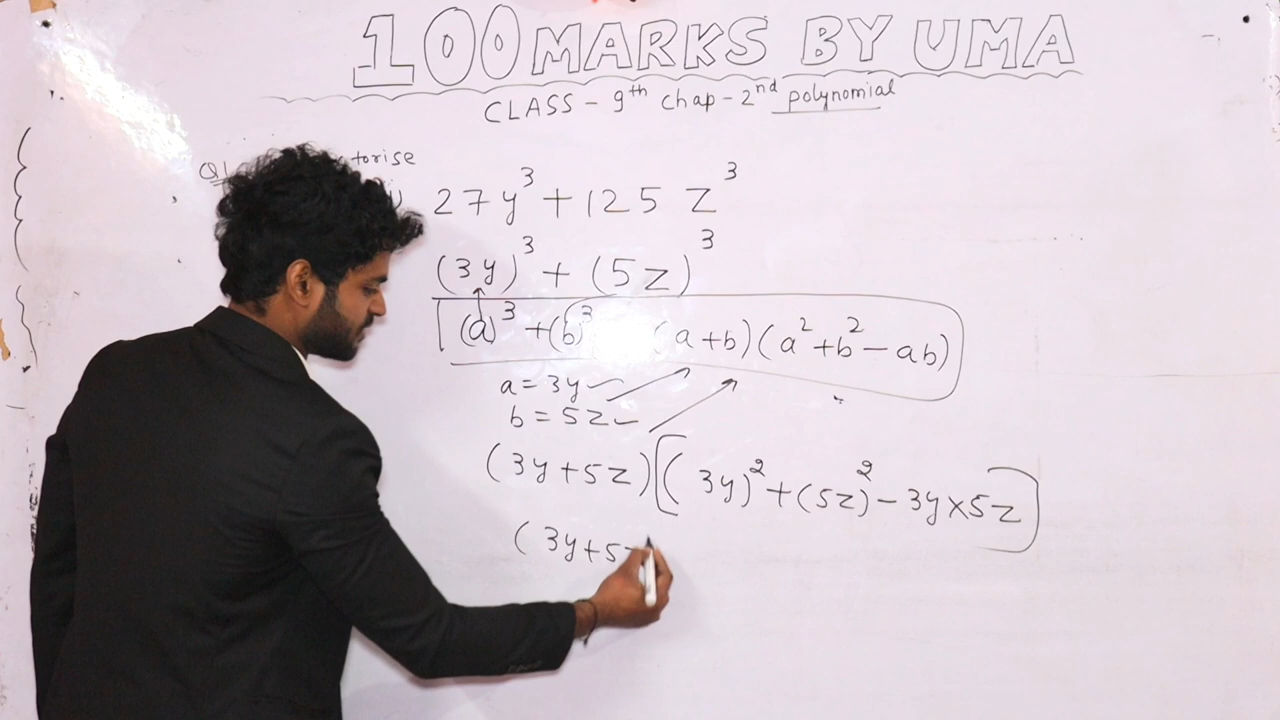 100 MARKS BY UMA
CLASS - 9th chap - 2nd polynomial
Q1 torise
27y³ + 125 z³
(3y)³ + (5z)³
(a)³ + (b)³ (a+b)(a²+b²-ab)
a = 3y
b = 5z
(3y+5z)[(3y)²+(5z)²-3y×5z]
(3y+5